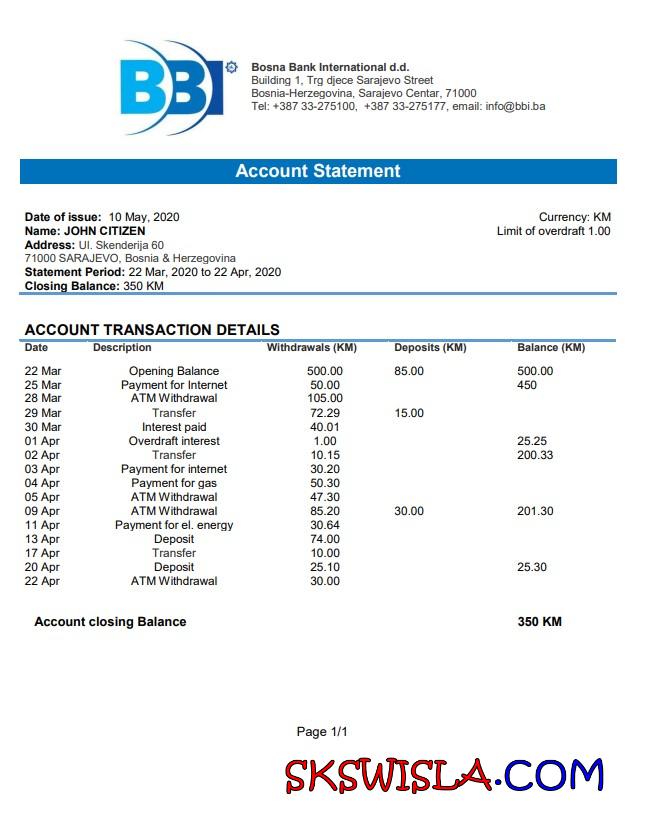 BBI
Bosna Bank International d.d.
Building 1, Trg djece Sarajevo Street
Bosnia-Herzegovina, Sarajevo Centar, 71000
Tel: +387 33-275100, +387 33-275177, email: info@bbi.ba
Account Statement
Date of issue: 10 May, 2020 Currency: KM
Name: JOHN CITIZEN Limit of overdraft 1.00
Address: Ul. Skenderija 60
71000 SARAJEVO, Bosnia & Herzegovina
Statement Period: 22 Mar, 2020 to 22 Apr, 2020
Closing Balance: 350 KM
ACCOUNT TRANSACTION DETAILS
Date Description Withdrawals (KM) Deposits (KM) Balance (KM)
22 Mar Opening Balance 500.00 85.00 500.00
25 Mar Payment for Internet 50.00 450
28 Mar ATM Withdrawal 105.00
29 Mar Transfer 72.29 15.00
30 Mar Interest paid 40.01
01 Apr Overdraft interest 1.00 25.25
02 Apr Transfer 10.15 200.33
03 Apr Payment for internet 30.20
04 Apr Payment for gas 50.30
05 Apr ATM Withdrawal 47.30
09 Apr ATM Withdrawal 85.20 30.00 201.30
11 Apr Payment for el. energy 30.64
13 Apr Deposit 74.00
17 Apr Transfer 10.00
20 Apr Deposit 25.10 25.30
22 Apr ATM Withdrawal 30.00
Account closing Balance 350 KM
Page 1/1
SKSWISLA.COM